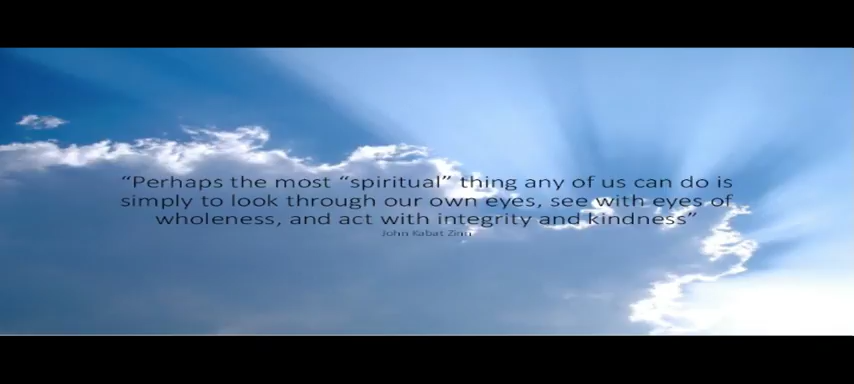 “Perhaps the most “spiritual” thing any of us can do is
simply to look through our own eyes, see with eyes of
wholeness, and act with integrity and kindness”
John Kabat Zinn